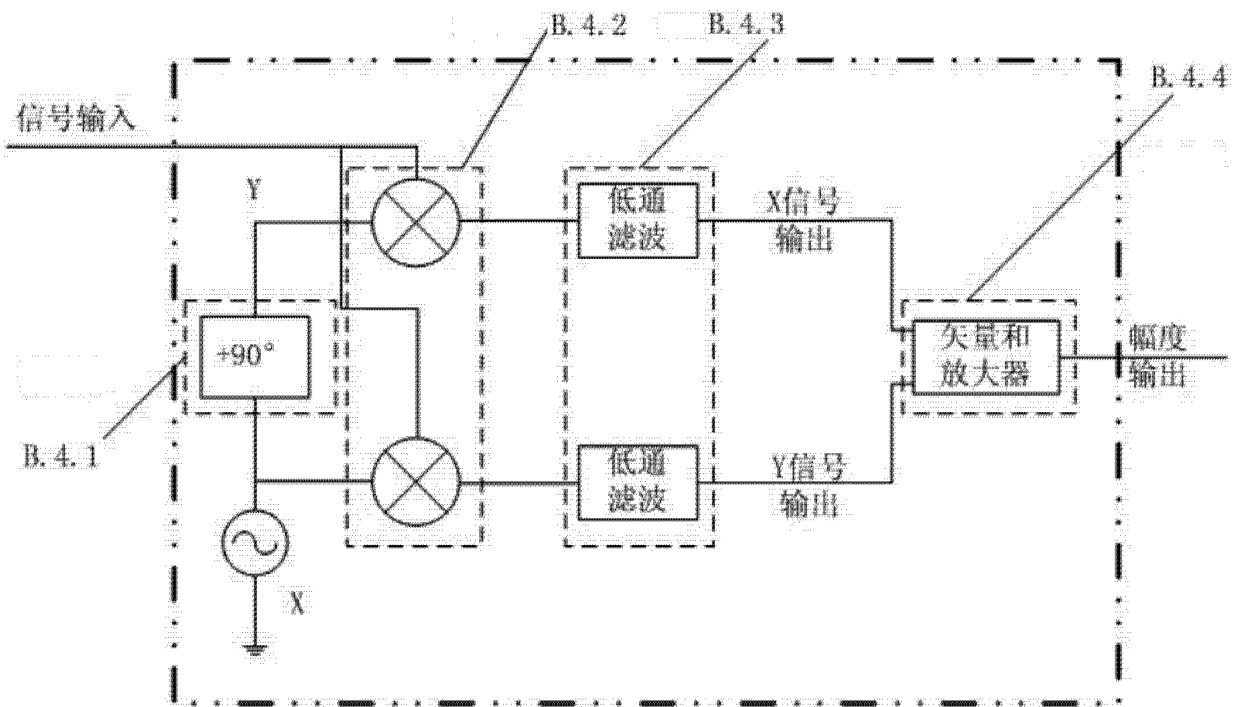 B.4.2
B.4.3
B.4.4
信号输入
Y
低通
滤波
X信号
输出
+90°
矢量和
放大器
幅度
输出
B.4.1
低通
滤波
Y信号
输出
X